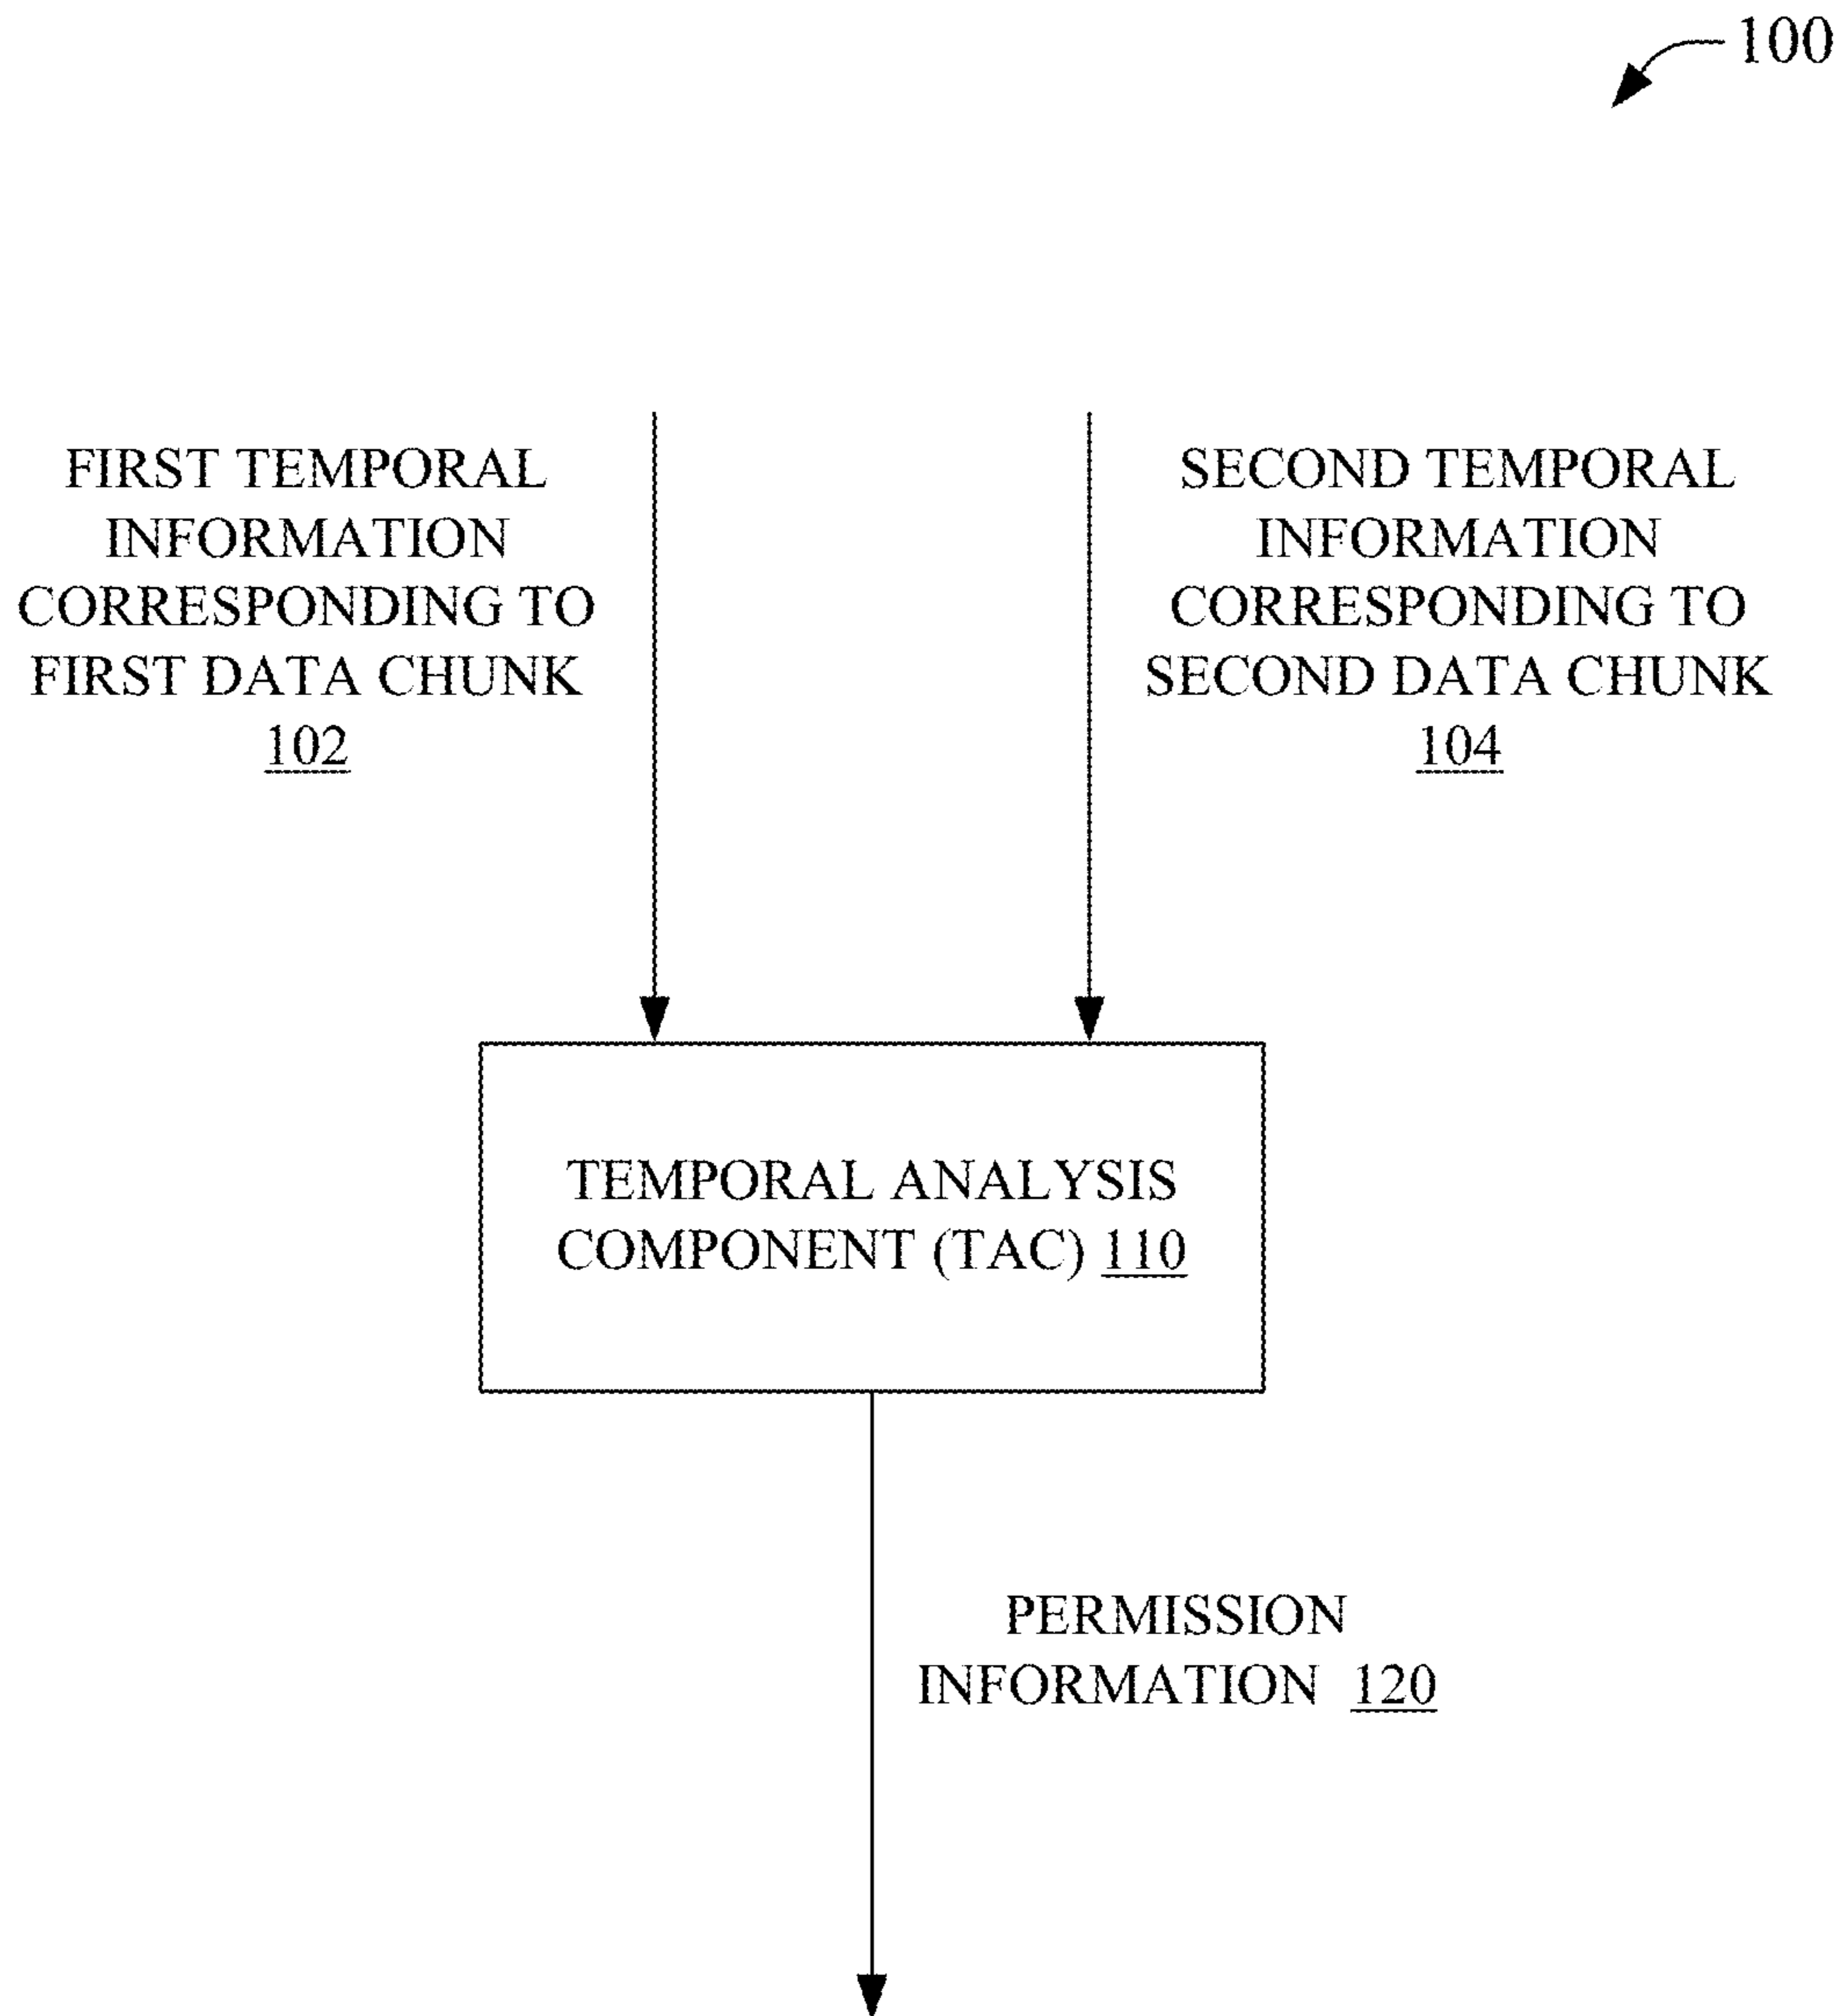 100
FIRST TEMPORAL
INFORMATION
CORRESPONDING TO
FIRST DATA CHUNK
102
SECOND TEMPORAL
INFORMATION
CORRESPONDING TO
SECOND DATA CHUNK
104
TEMPORAL ANALYSIS
COMPONENT (TAC) 110
PERMISSION
INFORMATION 120